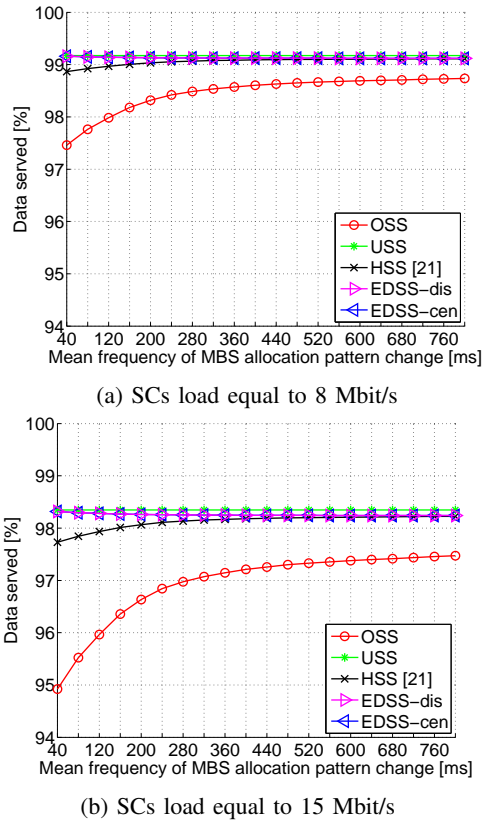 100
99
98
97
96
95
94
Data served [%]
OSS
USS
HSS [21]
EDSS-dis
EDSS-cen
40 120 200 280 360 440 520 600 680 760
Mean frequency of MBS allocation pattern change [ms]
(a) SCs load equal to 8 Mbit/s
100
99
98
97
96
95
94
Data served [%]
OSS
USS
HSS [21]
EDSS-dis
EDSS-cen
40 120 200 280 360 440 520 600 680 760
Mean frequency of MBS allocation pattern change [ms]
(b) SCs load equal to 15 Mbit/s